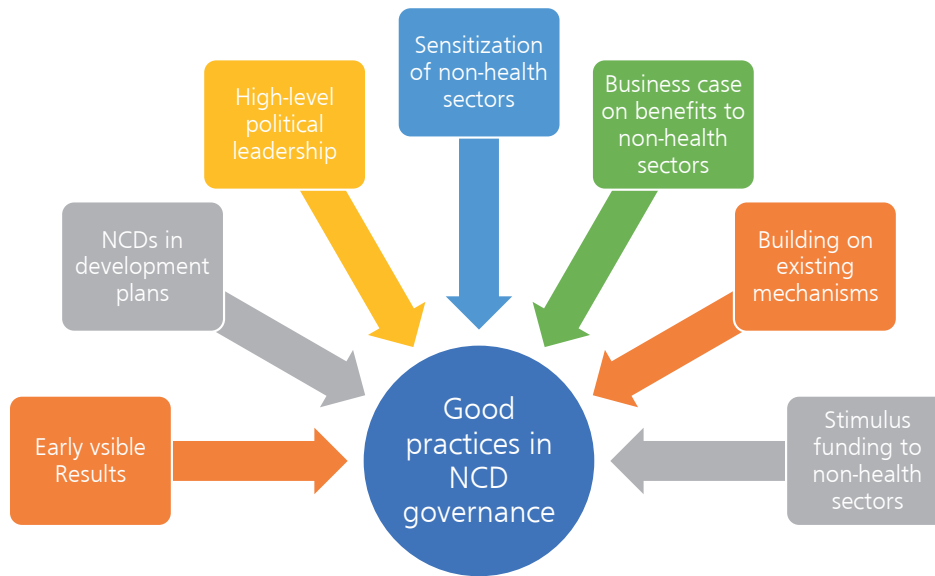 Sensitization
of non-health
sectors
High-level
political
leadership
Business case
on benefits to
non-health
sectors
NCDs in
development
plans
Building on
existing
mechanisms
Early vsible
Results
Good
practices in
NCD
governance
Stimulus
funding to
non-health
sectors